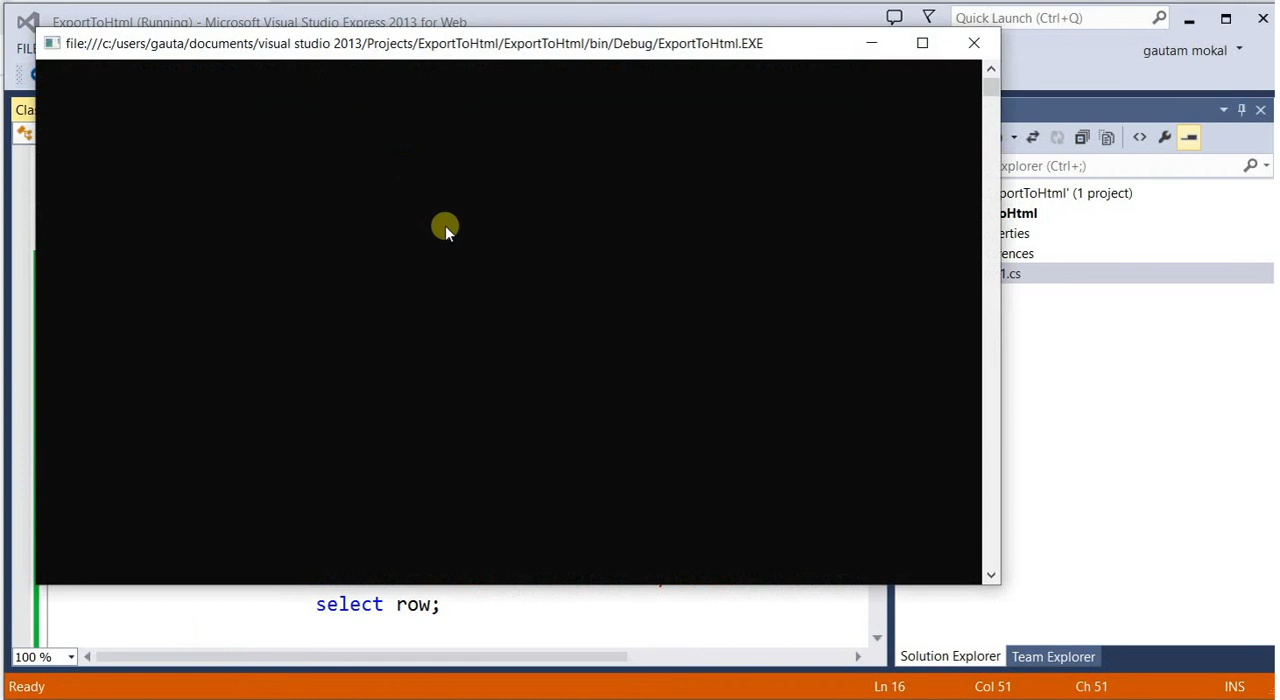 ExportToHtml (Running) - Microsoft Visual Studio Express 2013 for Web
Quick Launch (Ctrl+Q)
file:///c:/users/gauta/documents/visual studio 2013/Projects/ExportToHtml/ExportToHtml/bin/Debug/ExportToHtml.EXE
FIL
gautam mokal
Cla
xplorer (Ctrl+;)
portToHtml' (1 project)
oHtml
erties
ences
1.cs
select row;
100 %
Solution Explorer
Team Explorer
Ready
Ln 16
Col 51
Ch 51
INS